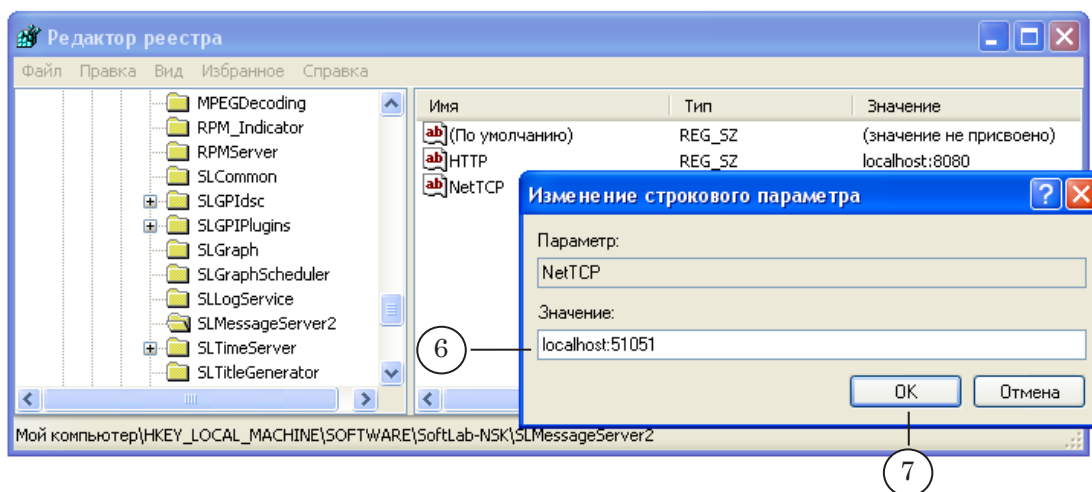 Редактор реестра
Файл Правка Вид Избранное Справка
MPEGDecoding
RPM_Indicator
RPMServer
SLCommon
SLGPIdsc
SLGPIPlugins
SLGraph
SLGraphScheduler
SLLogService
SLMessageServer2
SLTimeServer
SLTitleGenerator
Имя Тип Значение
(По умолчанию) REG_SZ (значение не присвоено)
HTTP REG_SZ localhost:8080
NetTCP
Изменение строкового параметра
Параметр:
NetTCP
Значение:
6 localhost:51051
OK Отмена
Мой компьютер\HKEY_LOCAL_MACHINE\SOFTWARE\SoftLab-NSK\SLMessageServer2
7